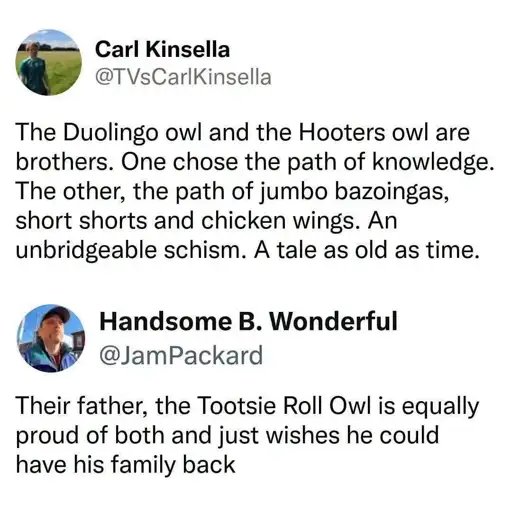 Carl Kinsella
@TVsCarlKinsella
The Duolingo owl and the Hooters owl are
brothers. One chose the path of knowledge.
The other, the path of jumbo bazoingas,
short shorts and chicken wings. An
unbridgeable schism. A tale as old as time.
Handsome B. Wonderful
@JamPackard
Their father, the Tootsie Roll Owl is equally
proud of both and just wishes he could
have his family back